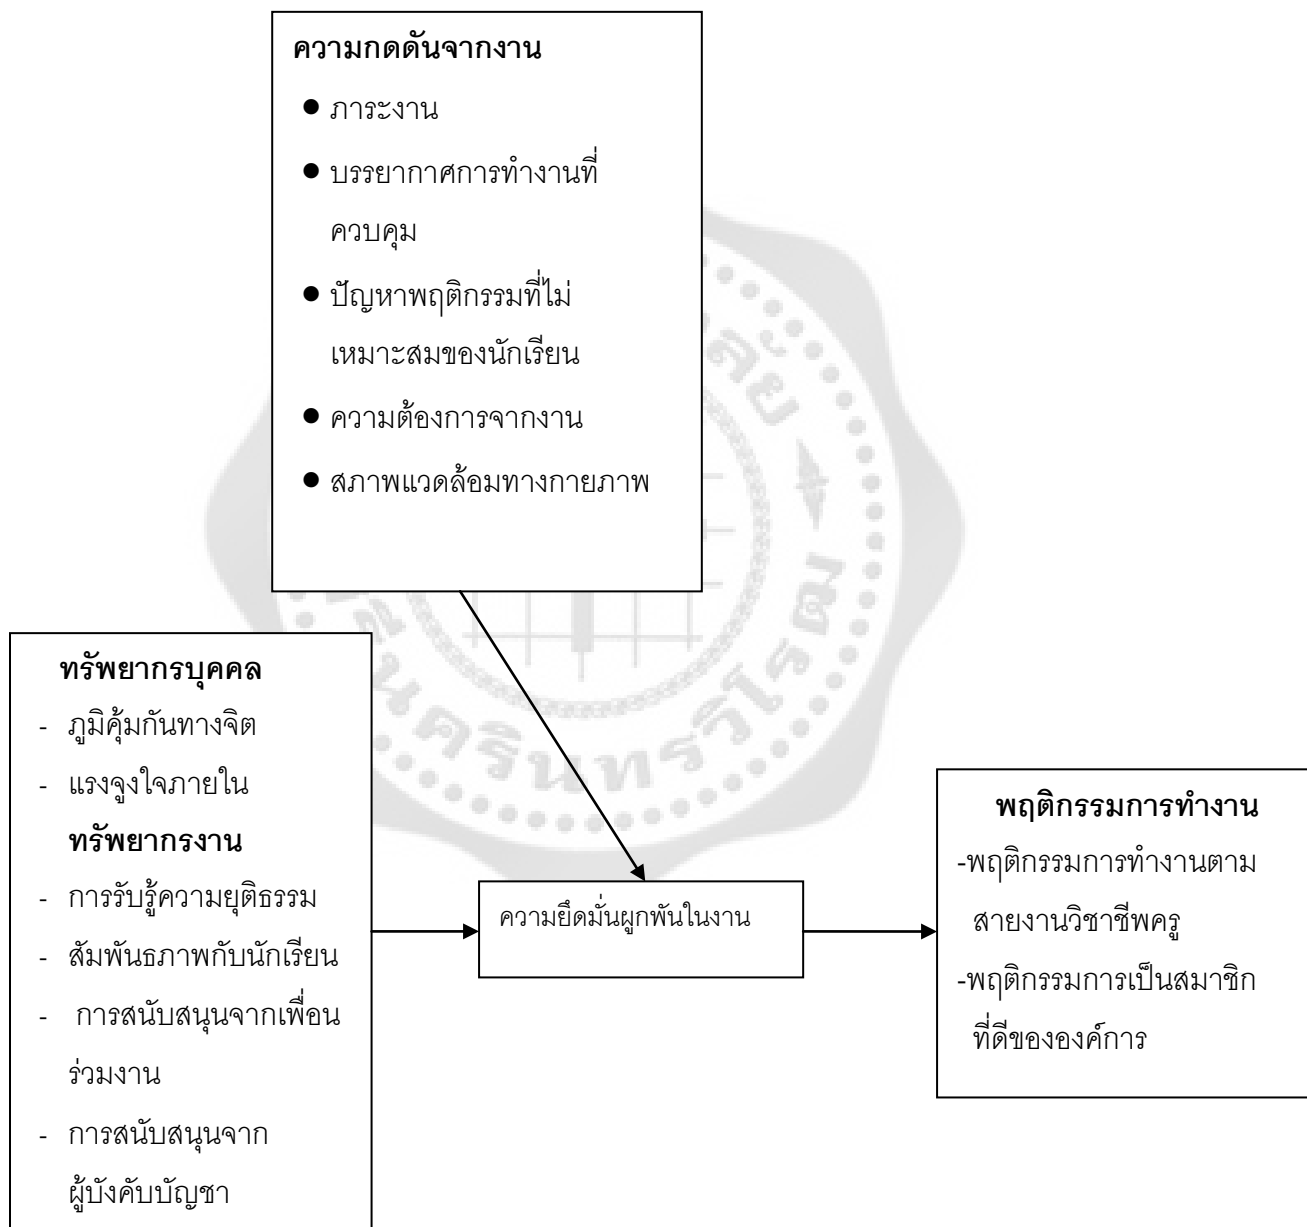 ความกดดันจากงาน
● ภาระงาน
● บรรยากาศการทำงานที่
ควบคุม
● ปัญหาพฤติกรรมที่ไม่
เหมาะสมของนักเรียน
● ความต้องการจากงาน
● สภาพแวดล้อมทางกายภาพ
ทรัพยากรบุคคล
- ภูมิคุ้มกันทางจิต
- แรงจูงใจภายใน
ทรัพยากรงาน
- การรับรู้ความยุติธรรม
- สัมพันธภาพกับนักเรียน
- การสนับสนุนจากเพื่อน
ร่วมงาน
- การสนับสนุนจาก
ผู้บังคับบัญชา
ความยึดมั่นผูกพันในงาน
พฤติกรรมการทำงาน
-พฤติกรรมการทำงานตาม
สายงานวิชาชีพครู
-พฤติกรรมการเป็นสมาชิก
ที่ดีขององค์การ